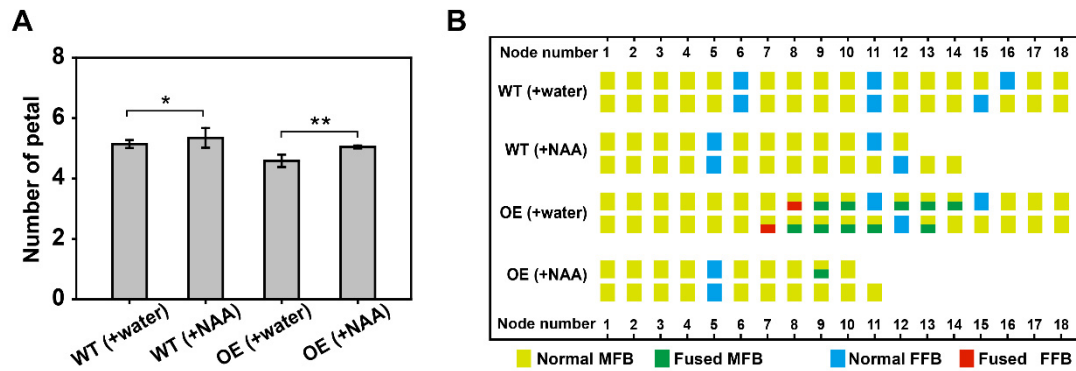 A
8
6
4
2
0
Number of petal
*
**
WT (+water)
WT (+NAA)
OE (+water)
OE (+NAA)
B
Node number 1 2 3 4 5 6 7 8 9 10 11 12 13 14 15 16 17 18
WT (+water)
WT (+NAA)
OE (+water)
OE (+NAA)
Node number 1 2 3 4 5 6 7 8 9 10 11 12 13 14 15 16 17 18
Normal MFB Fused MFB Normal FFB Fused FFB